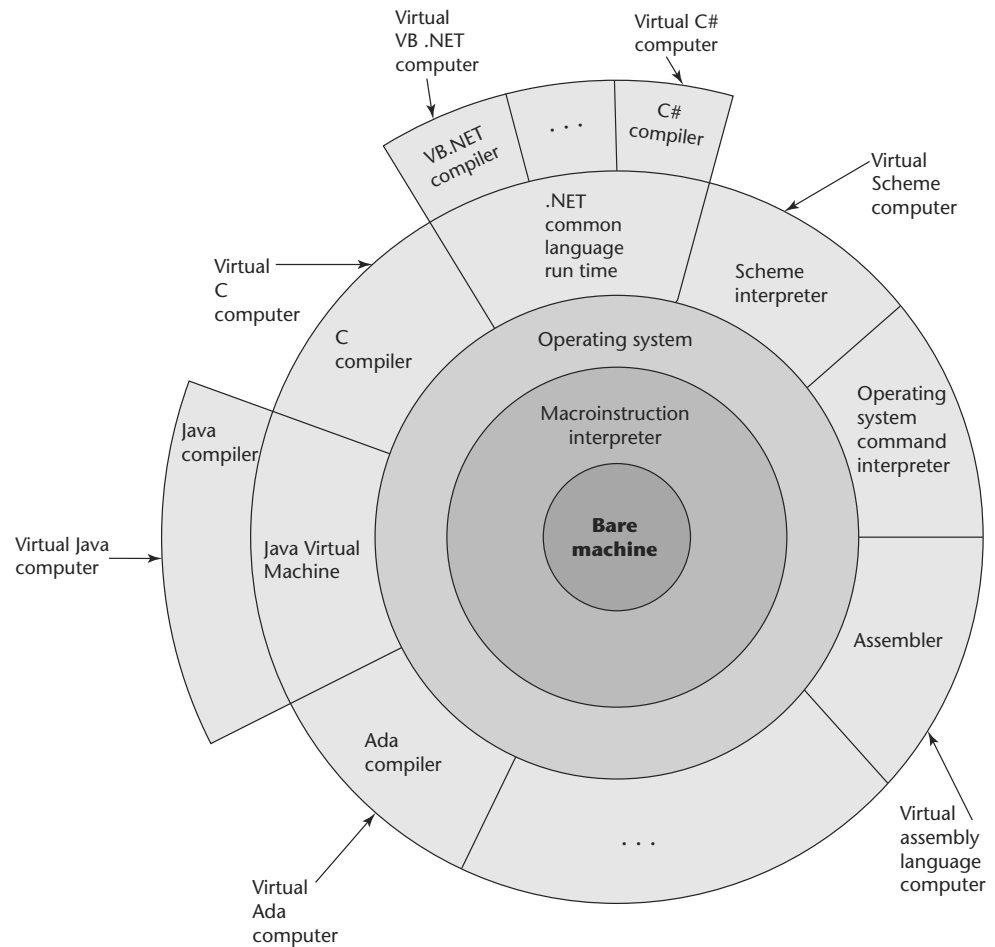 Virtual
VB .NET
computer
Virtual C#
computer
VB.NET
compiler
. . .
C#
compiler
Virtual
Scheme
computer
.NET
common
language
run time
Scheme
interpreter
Virtual
C
computer
C
compiler
Operating system
Operating
system
command
interpreter
Macroinstruction
interpreter
Java
compiler
Bare
machine
Virtual Java
computer
Java Virtual
Machine
Assembler
Ada
compiler
. . .
Virtual
assembly
language
computer
Virtual
Ada
computer